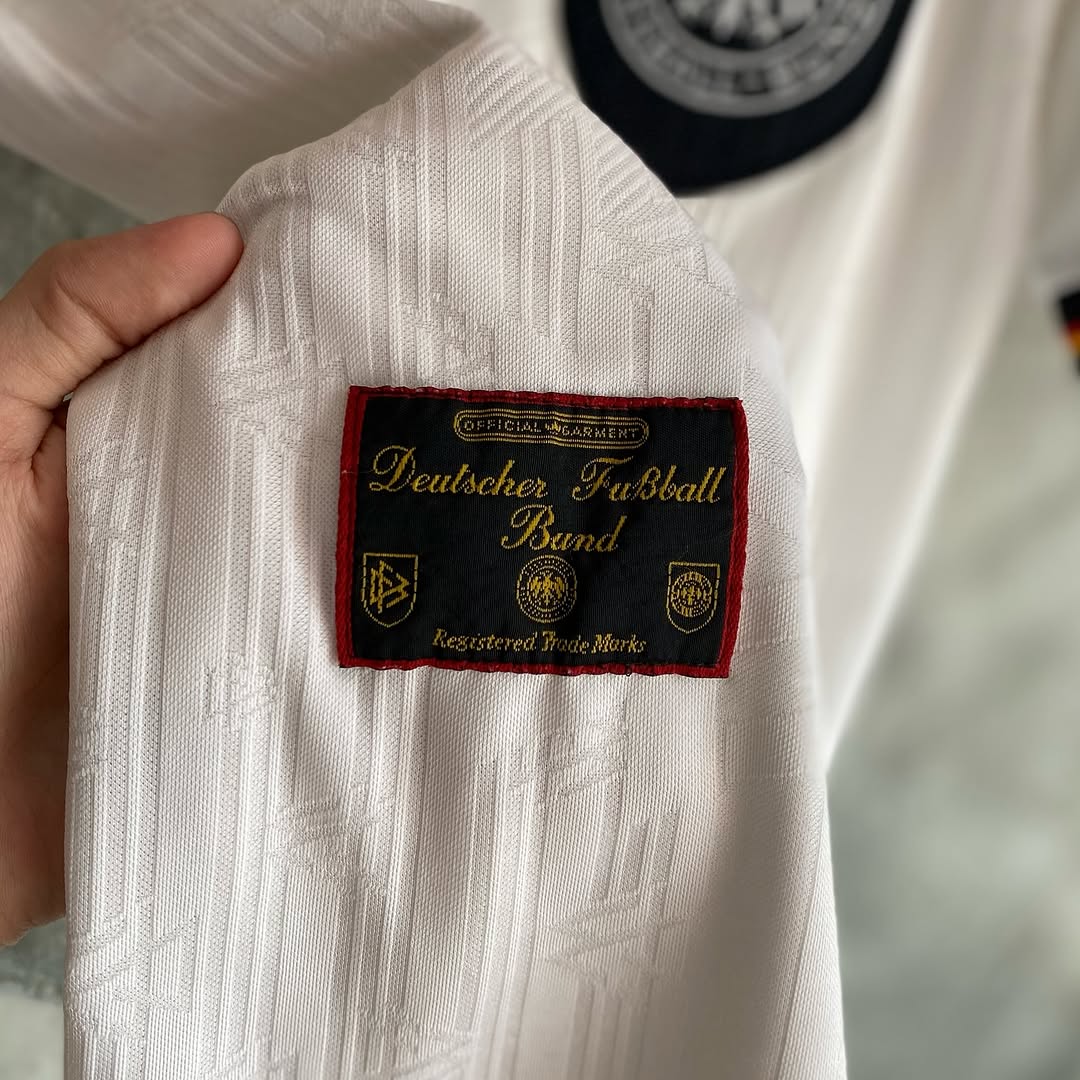 OFFICIAL GARMENT
Deutscher Fußball
Bund
Registered Trade Marks